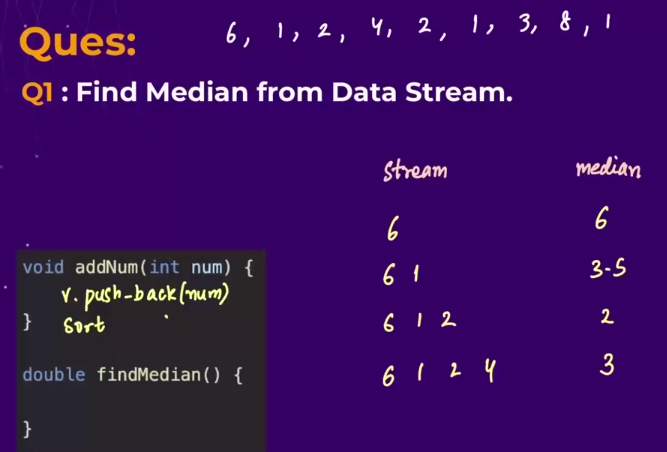 Ques:
6, 1, 2, 4, 2, 1, 3, 8, 1
Q1 : Find Median from Data Stream.
Stream median
6 6
6 1 3.5
6 1 2 2
6 1 2 4 3
void addNum(int num) {
v. push-back(num)
} Sort
double findMedian() {
}